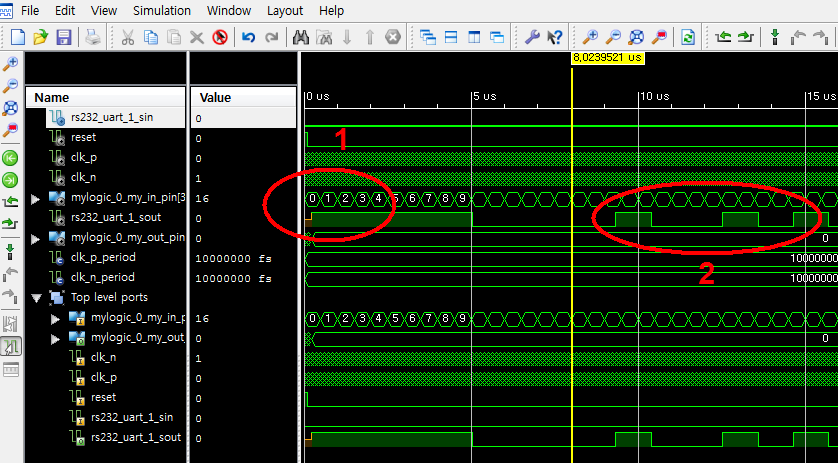 File Edit View Simulation Window Layout Help
8,0239521 us
Name Value
0 us 5 us 10 us 15 us
rs232_uart_1_sin 0
reset 0
1
clk_p 0
clk_n 1
mylogic_0_my_in_pin[3 16 0 1 2 3 4 5 6 7 8 9
rs232_uart_1_sout 0
mylogic_0_my_out_pin 0 0
clk_p_period 10000000 fs 10000000
2
clk_n_period 10000000 fs 10000000
Top level ports
mylogic_0_my_in_p 16 0 1 2 3 4 5 6 7 8 9
mylogic_0_my_out_ 0 0
clk_n 1
clk_p 0
reset 0
rs232_uart_1_sin 0
rs232_uart_1_sout 0